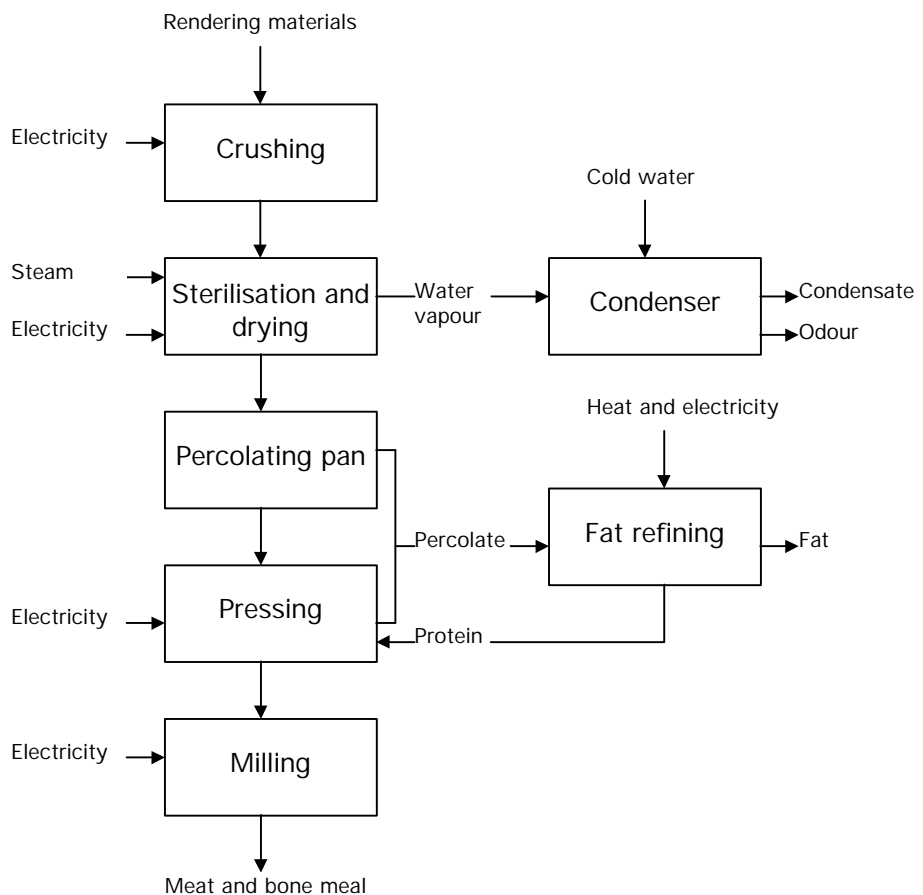 Rendering materials
Electricity
Crushing
Cold water
Steam
Sterilisation and
drying
Electricity
Water
vapour
Condenser
Condensate
Odour
Heat and electricity
Percolating pan
Percolate
Fat refining
Fat
Electricity
Pressing
Protein
Electricity
Milling
Meat and bone meal